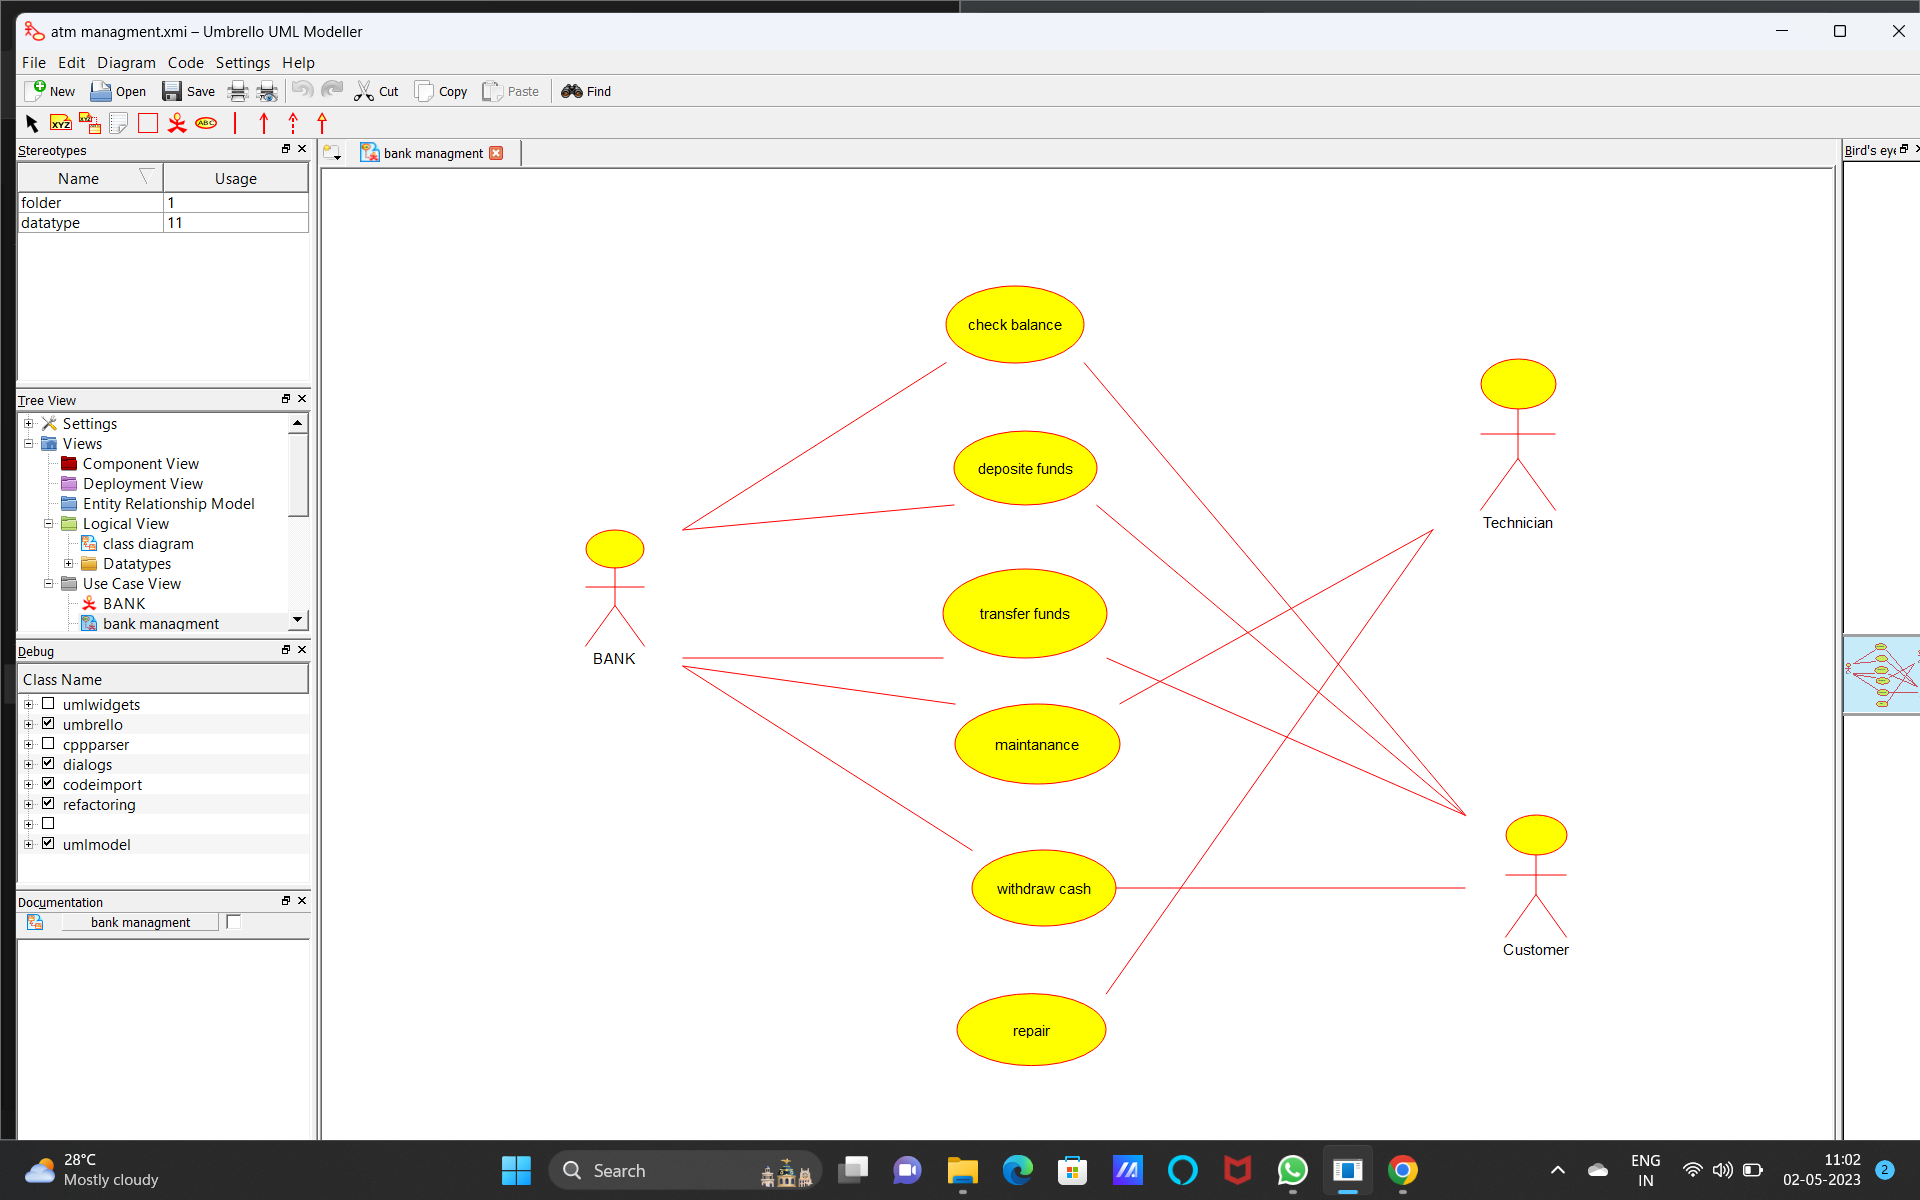 atm managment.xmi – Umbrello UML Modeller
File Edit Diagram Code Settings Help
New Open Save Cut Copy Paste Find
XYZ XYZ ABC
Stereotypes
bank managment
Bird's eye
Name Usage
folder 1
datatype 11
Tree View
Settings
Views
Component View
Deployment View
Entity Relationship Model
Logical View
class diagram
Datatypes
Use Case View
BANK
bank managment
Debug
Class Name
umlwidgets
umbrello
cppparser
dialogs
codeimport
refactoring
umlmodel
Documentation
bank managment
check balance
deposite funds
Technician
transfer funds
BANK
maintanance
withdraw cash
Customer
repair
28°C
Mostly cloudy
Search
ENG
IN
11:02
02-05-2023
2